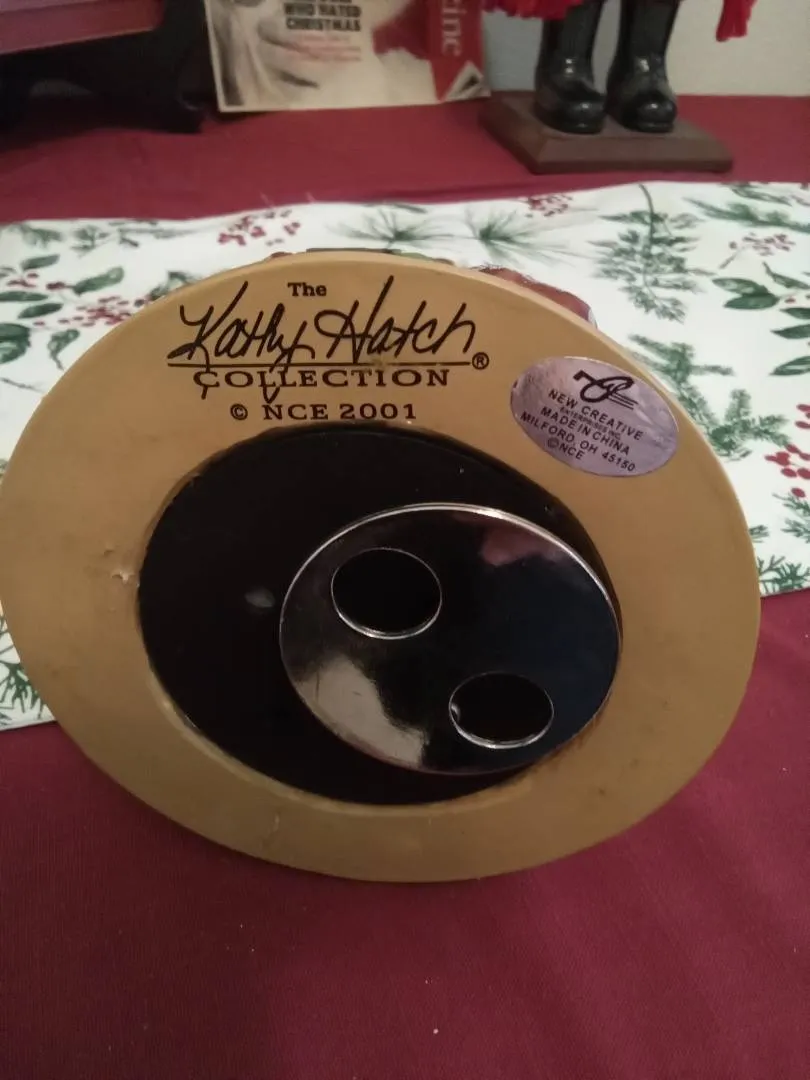 WHO HATED
CHRISTMAS
The
Kathy Hatch
COLLECTION ®
© NCE 2001
NEW CREATIVE
ENTERPRISES INC.
MADE IN CHINA
MILFORD, OH 45150
©NCE